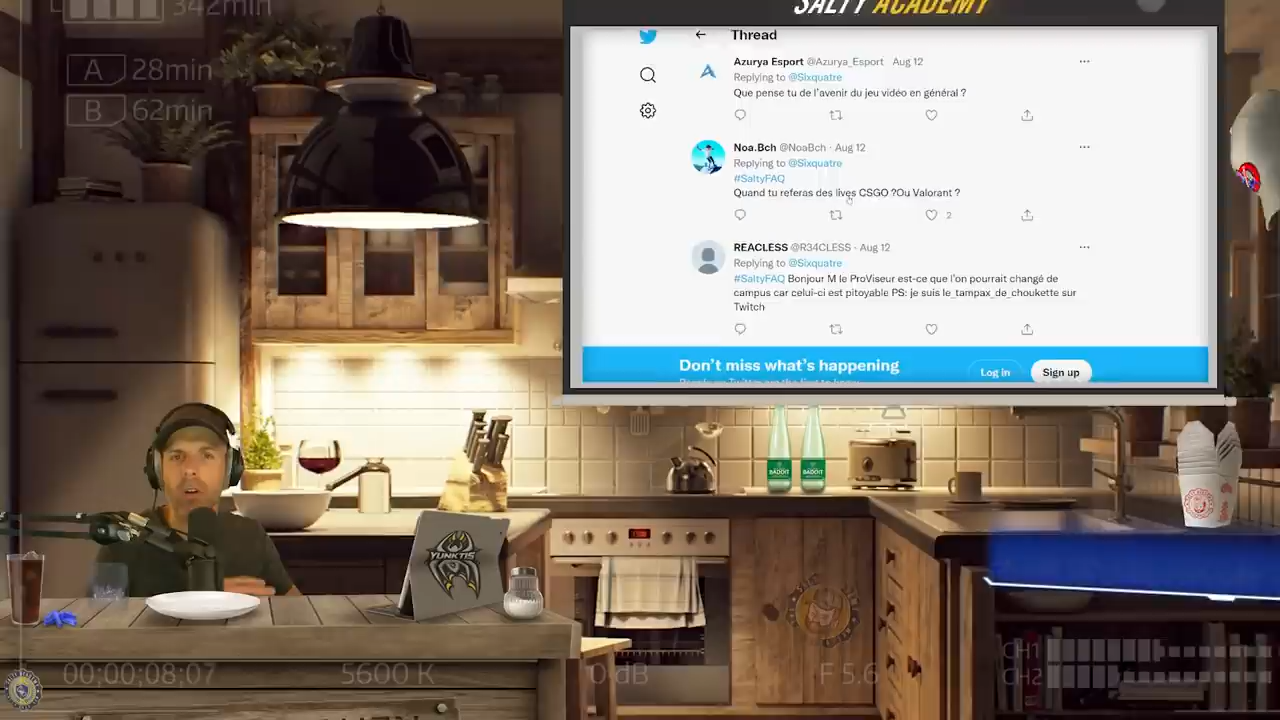 342min
SALTY ACADEMY
A 28min
B 62min
Thread
Azurya Esport @Azurya_Esport · Aug 12
Replying to @Sixquatre
Que pense tu de l'avenir du jeu vidéo en général ?
Noa.Bch @NoaBch · Aug 12
Replying to @Sixquatre
#SaltyFAQ
Quand tu referas des lives CSGO ?Ou Valorant ?
2
REACLESS @R34CLESS · Aug 12
Replying to @Sixquatre
#SaltyFAQ Bonjour M le ProViseur est-ce que l'on pourrait changé de
campus car celui-ci est pitoyable PS: je suis le_tampax_de_choukette sur
Twitch
Don't miss what's happening
Log in
Sign up
BADOIT
BADOIT
YUNKTIS
CH1
CH2
00;00;08;07
5600 K
0 dB
F 5.6